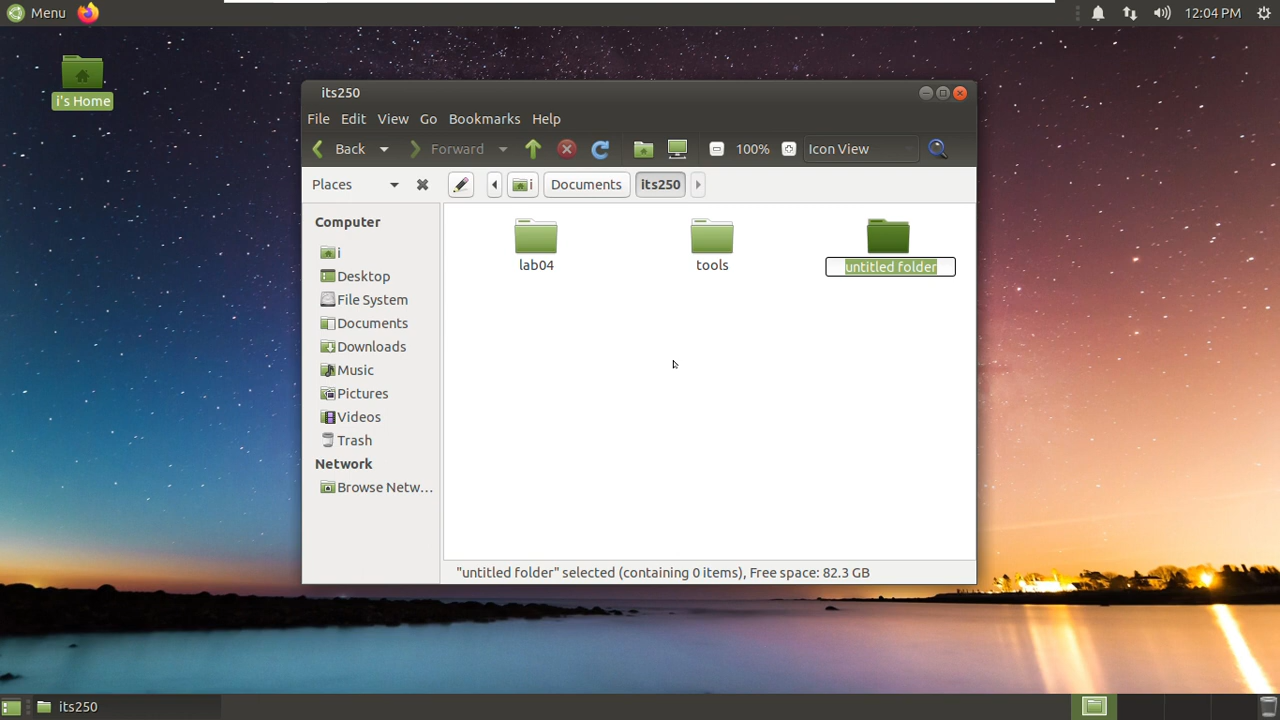 Menu
12:04 PM
i's Home
its250
File Edit View Go Bookmarks Help
Back Forward 100% Icon View
Places i Documents its250
Computer
i
Desktop
File System
Documents
Downloads
Music
Pictures
Videos
Trash
Network
Browse Netw…
lab04 tools untitled folder
"untitled folder" selected (containing 0 items), Free space: 82.3 GB
its250